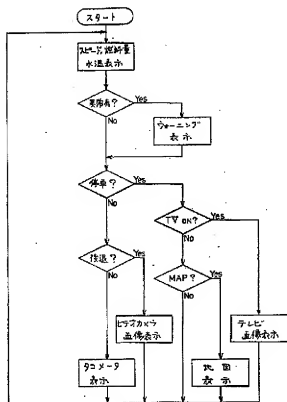 スタート
スピード,燃料量
水温表示
異常有?
Yes
No
ウォーニング
表示
停車?
Yes
No
TV ON?
Yes
No
後退?
Yes
No
MAP?
Yes
No
ビデオカメラ
画像表示
テレビ
画像表示
タコメータ
表示
地図
表示